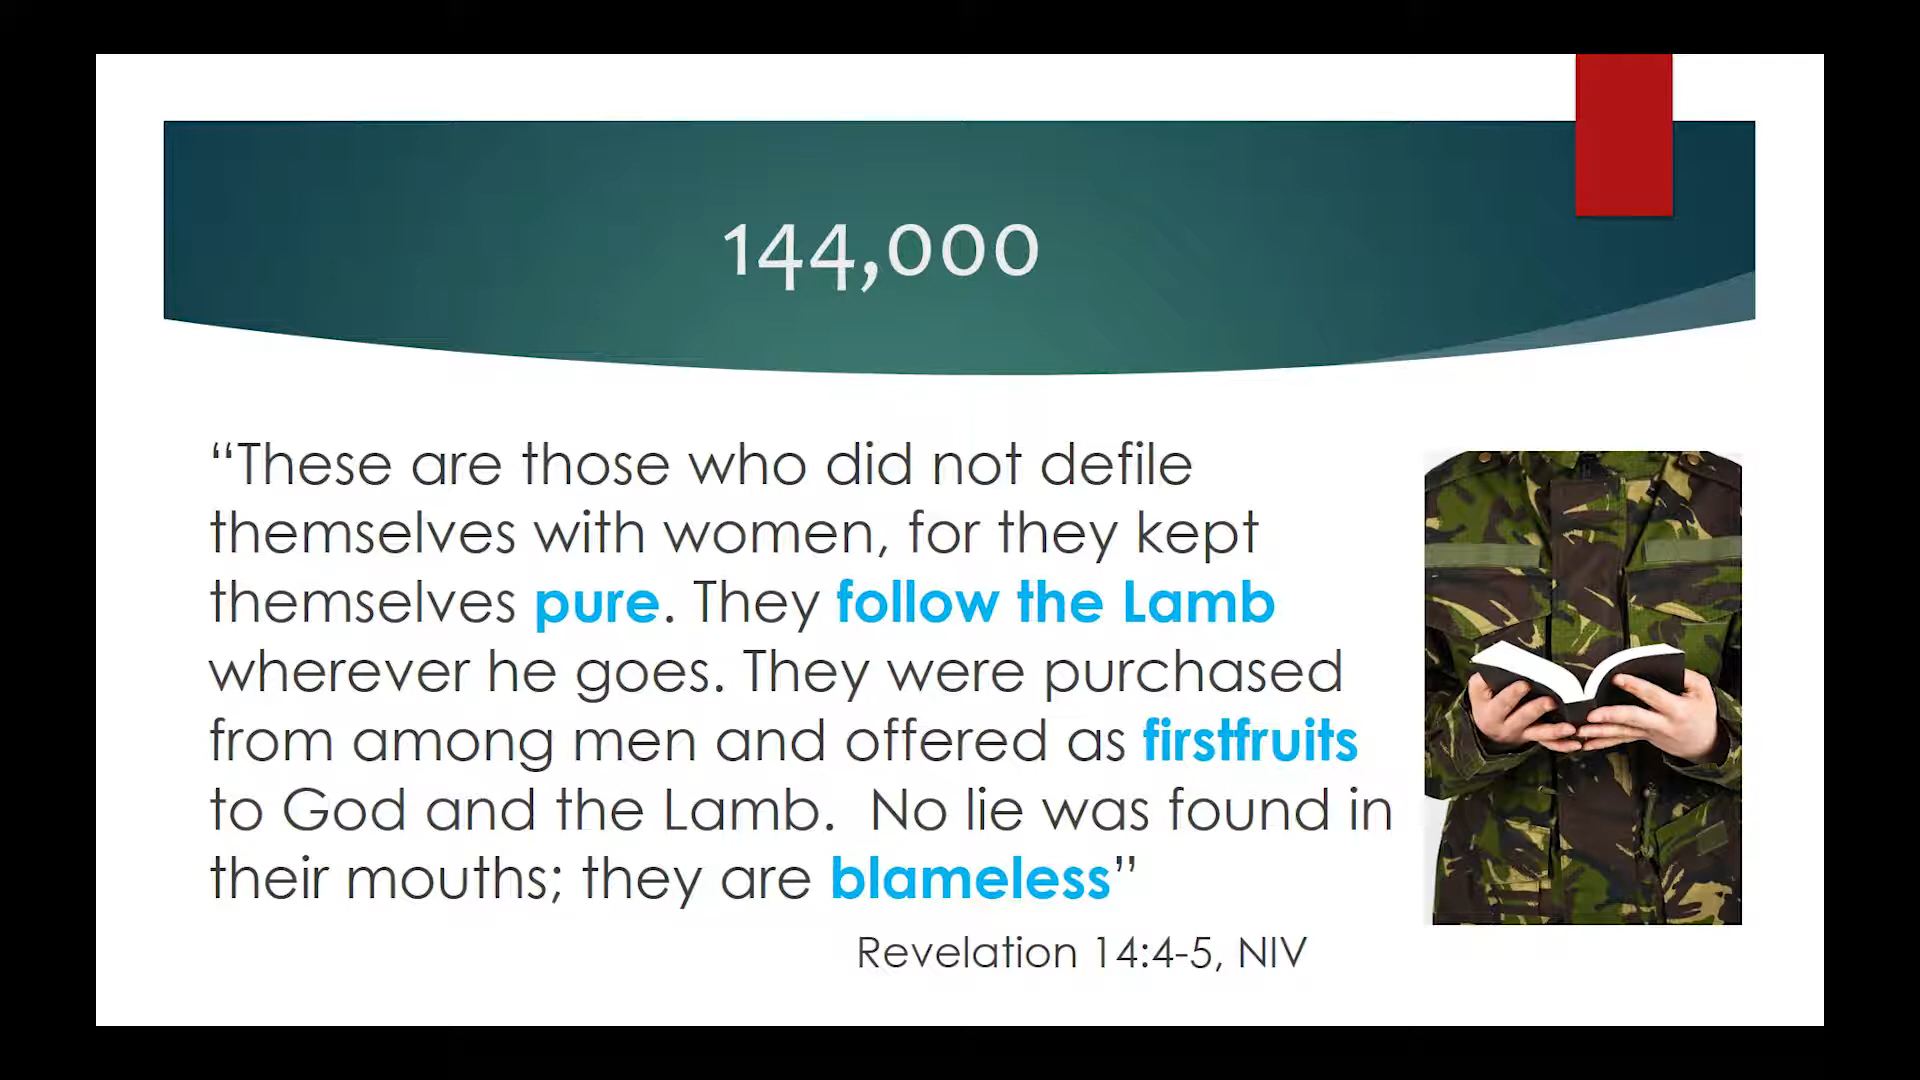 144,000
“These are those who did not defile
themselves with women, for they kept
themselves pure. They follow the Lamb
wherever he goes. They were purchased
from among men and offered as firstfruits
to God and the Lamb.  No lie was found in
their mouths; they are blameless”
Revelation 14:4-5, NIV